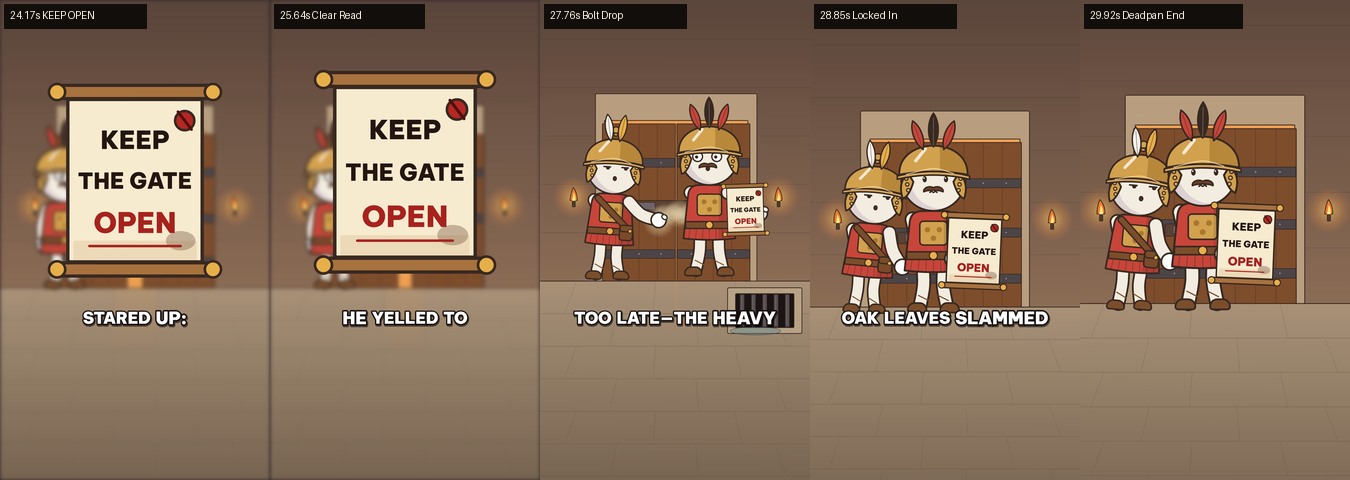 24.17s KEEP OPEN
KEEP
THE GATE
OPEN
STARED UP:
25.64s Clear Read
KEEP
THE GATE
OPEN
HE YELLED TO
27.76s Bolt Drop
KEEP
THE GATE
OPEN
TOO LATE—THE HEAVY
28.85s Locked In
KEEP
THE GATE
OPEN
OAK LEAVES SLAMMED
29.92s Deadpan End
KEEP
THE GATE
OPEN